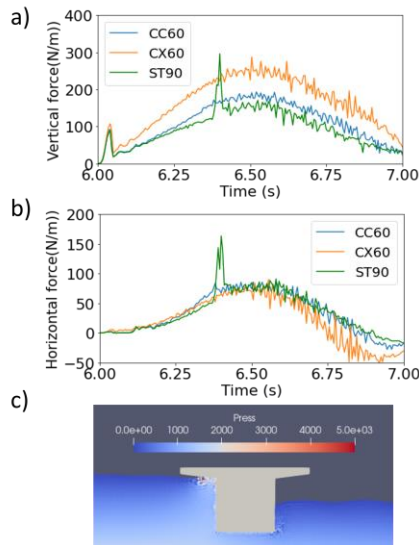 a)
400
300
200
100
0
Vertical force(N/m))
CC60
CX60
ST90
6.00 6.25 6.50 6.75 7.00
Time (s)
b)
200
150
100
50
0
−50
Horizontal force(N/m))
CC60
CX60
ST90
6.00 6.25 6.50 6.75 7.00
Time (s)
c)
Press
0.0e+00 1000 2000 3000 4000 5.0e+03